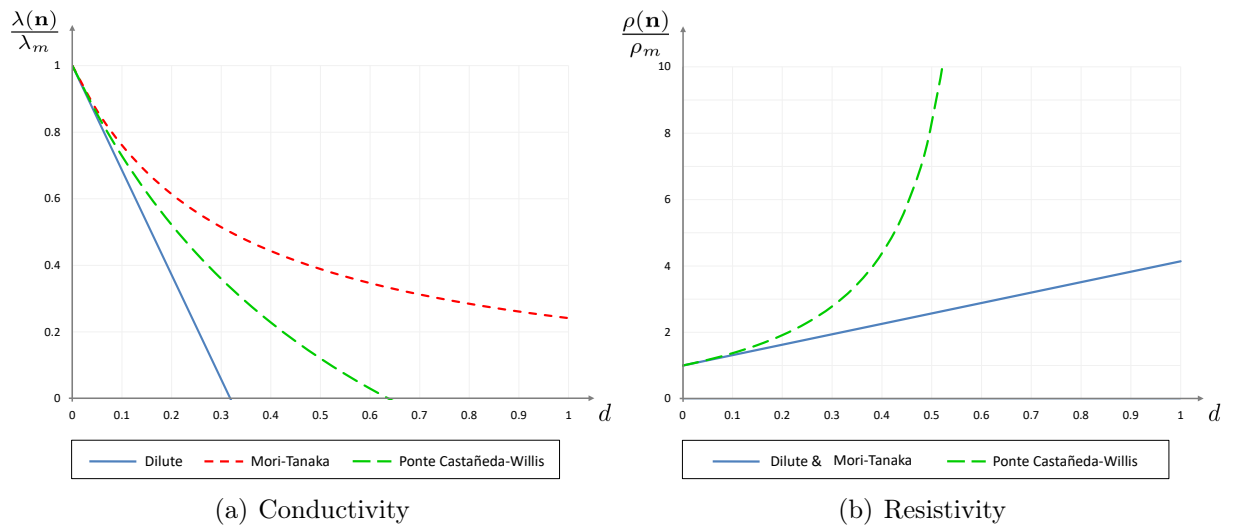 λ(n)
λm
1
0.8
0.6
0.4
0.2
0
0 0.1 0.2 0.3 0.4 0.5 0.6 0.7 0.8 0.9 1
d
Dilute Mori-Tanaka Ponte Castañeda-Willis
(a) Conductivity
ρ(n)
ρm
10
8
6
4
2
0
0 0.1 0.2 0.3 0.4 0.5 0.6 0.7 0.8 0.9 1
d
Dilute & Mori-Tanaka Ponte Castañeda-Willis
(b) Resistivity